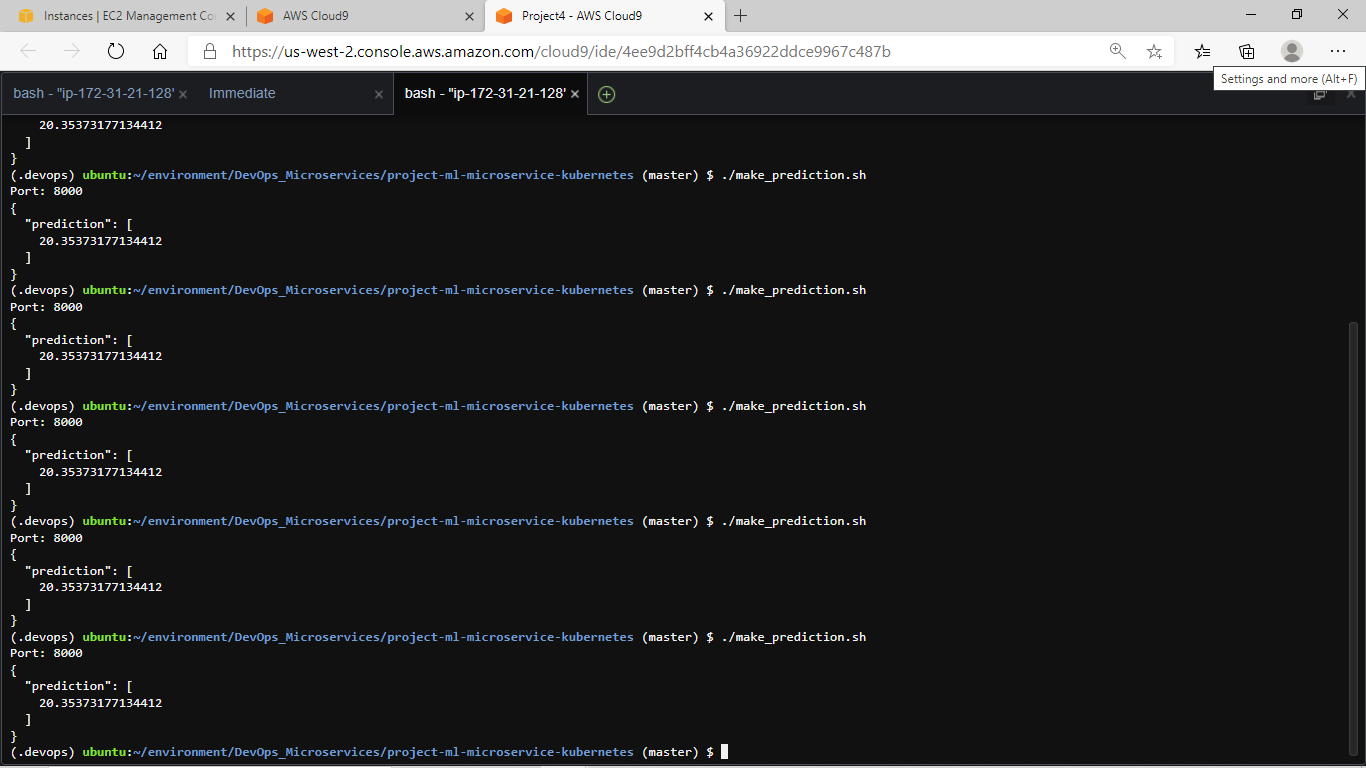 Instances | EC2 Management Co
AWS Cloud9
Project4 - AWS Cloud9
https://us-west-2.console.aws.amazon.com/cloud9/ide/4ee9d2bff4cb4a36922ddce9967c487b
Settings and more (Alt+F)
bash - "ip-172-31-21-128'
Immediate
bash - "ip-172-31-21-128'
20.35373177134412
]
}
(.devops) ubuntu:~/environment/DevOps_Microservices/project-ml-microservice-kubernetes (master) $ ./make_prediction.sh
Port: 8000
{
"prediction": [
20.35373177134412
]
}
(.devops) ubuntu:~/environment/DevOps_Microservices/project-ml-microservice-kubernetes (master) $ ./make_prediction.sh
Port: 8000
{
"prediction": [
20.35373177134412
]
}
(.devops) ubuntu:~/environment/DevOps_Microservices/project-ml-microservice-kubernetes (master) $ ./make_prediction.sh
Port: 8000
{
"prediction": [
20.35373177134412
]
}
(.devops) ubuntu:~/environment/DevOps_Microservices/project-ml-microservice-kubernetes (master) $ ./make_prediction.sh
Port: 8000
{
"prediction": [
20.35373177134412
]
}
(.devops) ubuntu:~/environment/DevOps_Microservices/project-ml-microservice-kubernetes (master) $ ./make_prediction.sh
Port: 8000
{
"prediction": [
20.35373177134412
]
}
(.devops) ubuntu:~/environment/DevOps_Microservices/project-ml-microservice-kubernetes (master) $